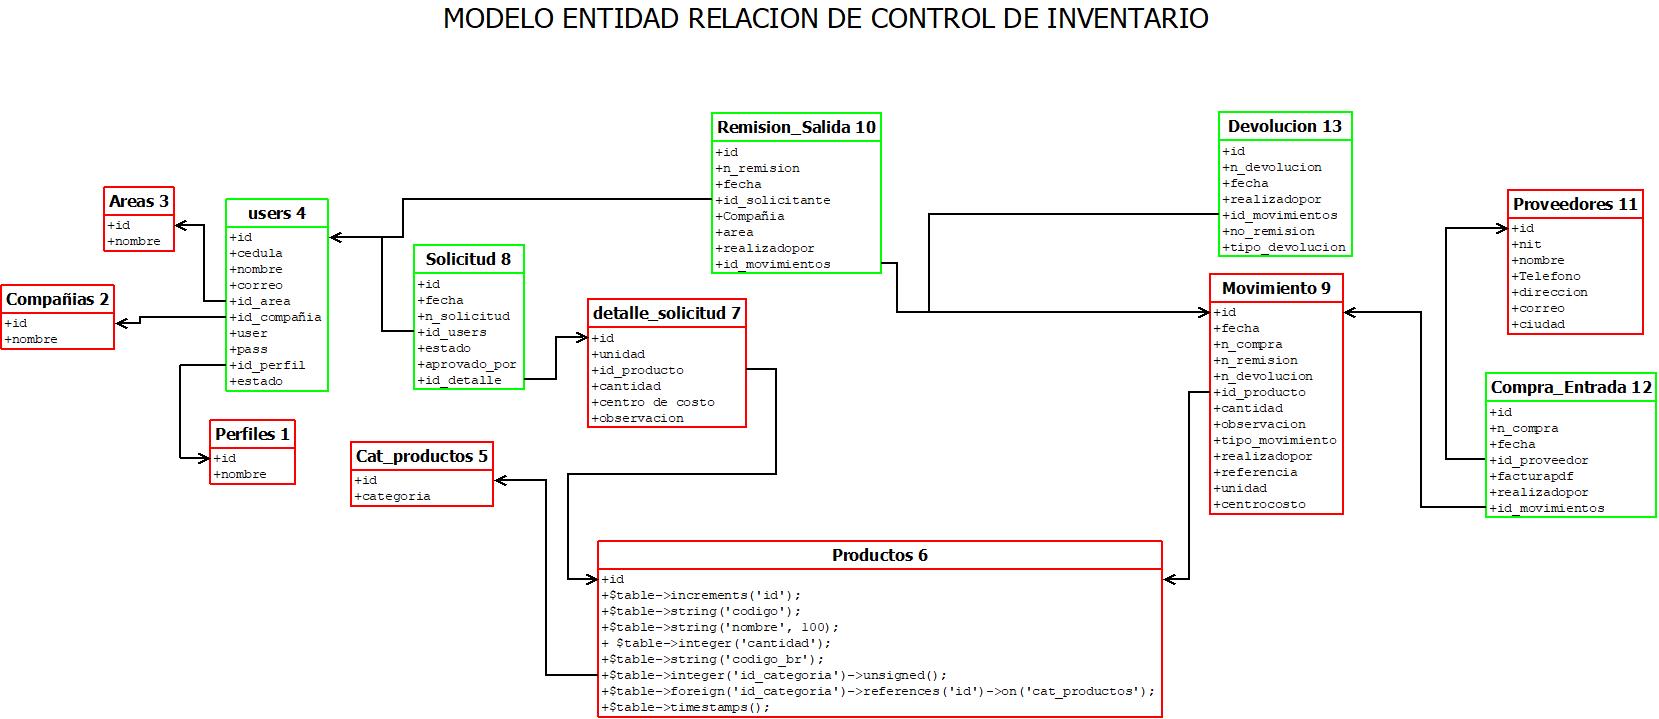 MODELO ENTIDAD RELACION DE CONTROL DE INVENTARIO
Areas 3
+id
+nombre
Compañias 2
+id
+nombre
users 4
+id
+cedula
+nombre
+correo
+id_area
+id_compañia
+user
+pass
+id_perfil
+estado
Perfiles 1
+id
+nombre
Solicitud 8
+id
+fecha
+n_solicitud
+id_users
+estado
+aprovado_por
+id_detalle
Cat_productos 5
+id
+categoria
detalle_solicitud 7
+id
+unidad
+id_producto
+cantidad
+centro de costo
+observacion
Remision_Salida 10
+id
+n_remision
+fecha
+id_solicitante
+Compañia
+area
+realizadopor
+id_movimientos
Productos 6
+id
+$table->increments('id');
+$table->string('codigo');
+$table->string('nombre', 100);
+ $table->integer('cantidad');
+$table->string('codigo_br');
+$table->integer('id_categoria')->unsigned();
+$table->foreign('id_categoria')->references('id')->on('cat_productos');
+$table->timestamps();
Devolucion 13
+id
+n_devolucion
+fecha
+realizadopor
+id_movimientos
+no_remision
+tipo_devolucion
Movimiento 9
+id
+fecha
+n_compra
+n_remision
+n_devolucion
+id_producto
+cantidad
+observacion
+tipo_movimiento
+realizadopor
+referencia
+unidad
+centrocosto
Proveedores 11
+id
+nit
+nombre
+Telefono
+direccion
+correo
+ciudad
Compra_Entrada 12
+id
+n_compra
+fecha
+id_proveedor
+facturapdf
+realizadopor
+id_movimientos